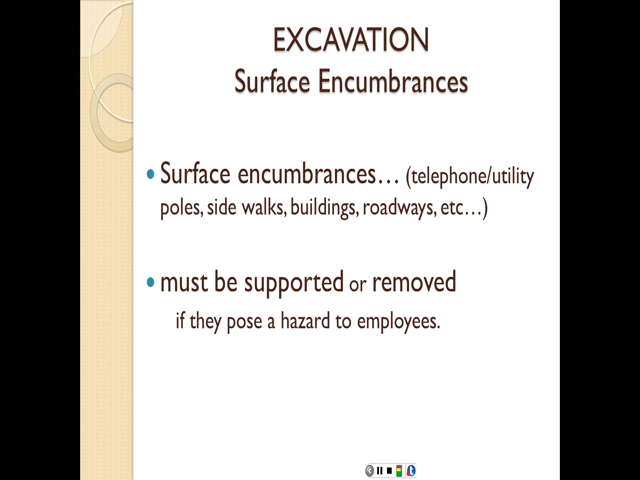 EXCAVATION
Surface Encumbrances
• Surface encumbrances… (telephone/utility
poles, side walks, buildings, roadways, etc…)
• must be supported or removed
if they pose a hazard to employees.